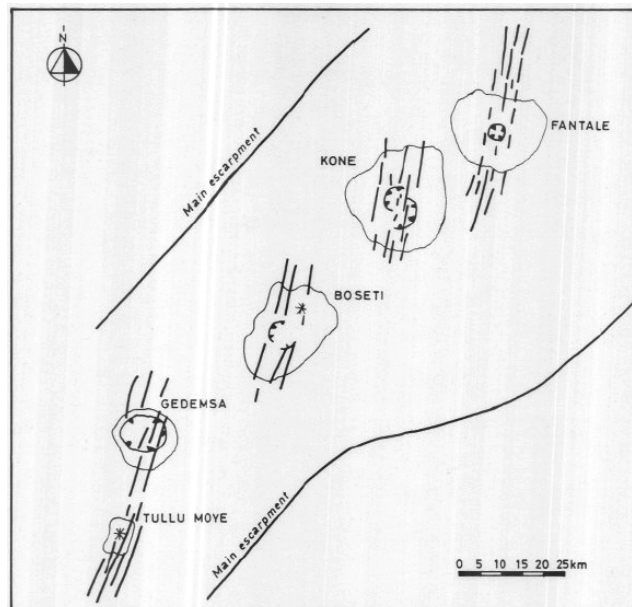 N
FANTALE
KONE
Main escarpment
BOSETI
GEDEMSA
TULLU MOYE
Main escarpment
0 5 10 15 20 25km